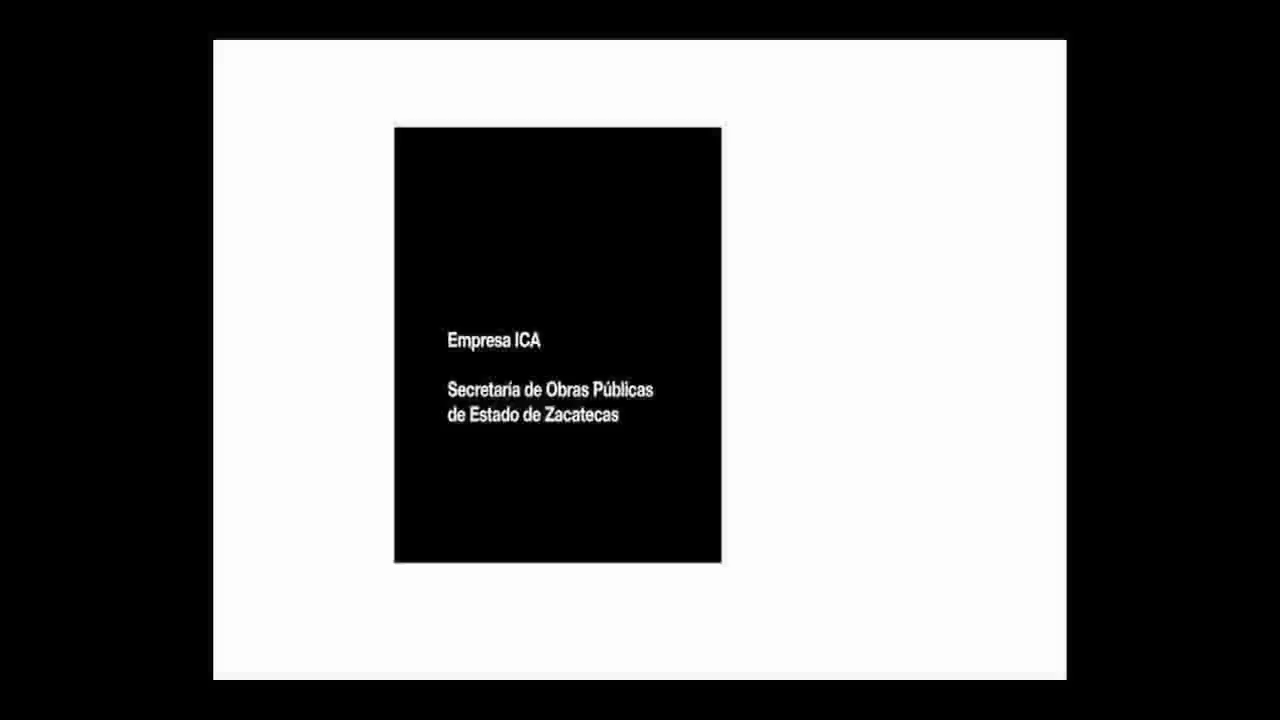 Empresa ICA
Secretaría de Obras Públicas
de Estado de Zacatecas